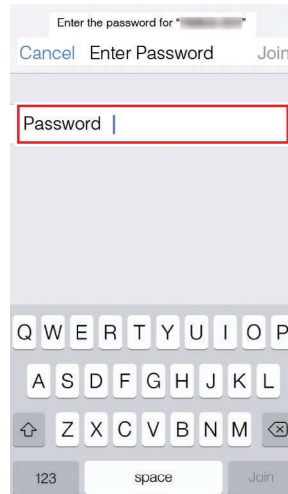 Enter the password for “ ”
Cancel Enter Password Join
Password
Q W E R T Y U I O P
A S D F G H J K L
Z X C V B N M
123 space Join